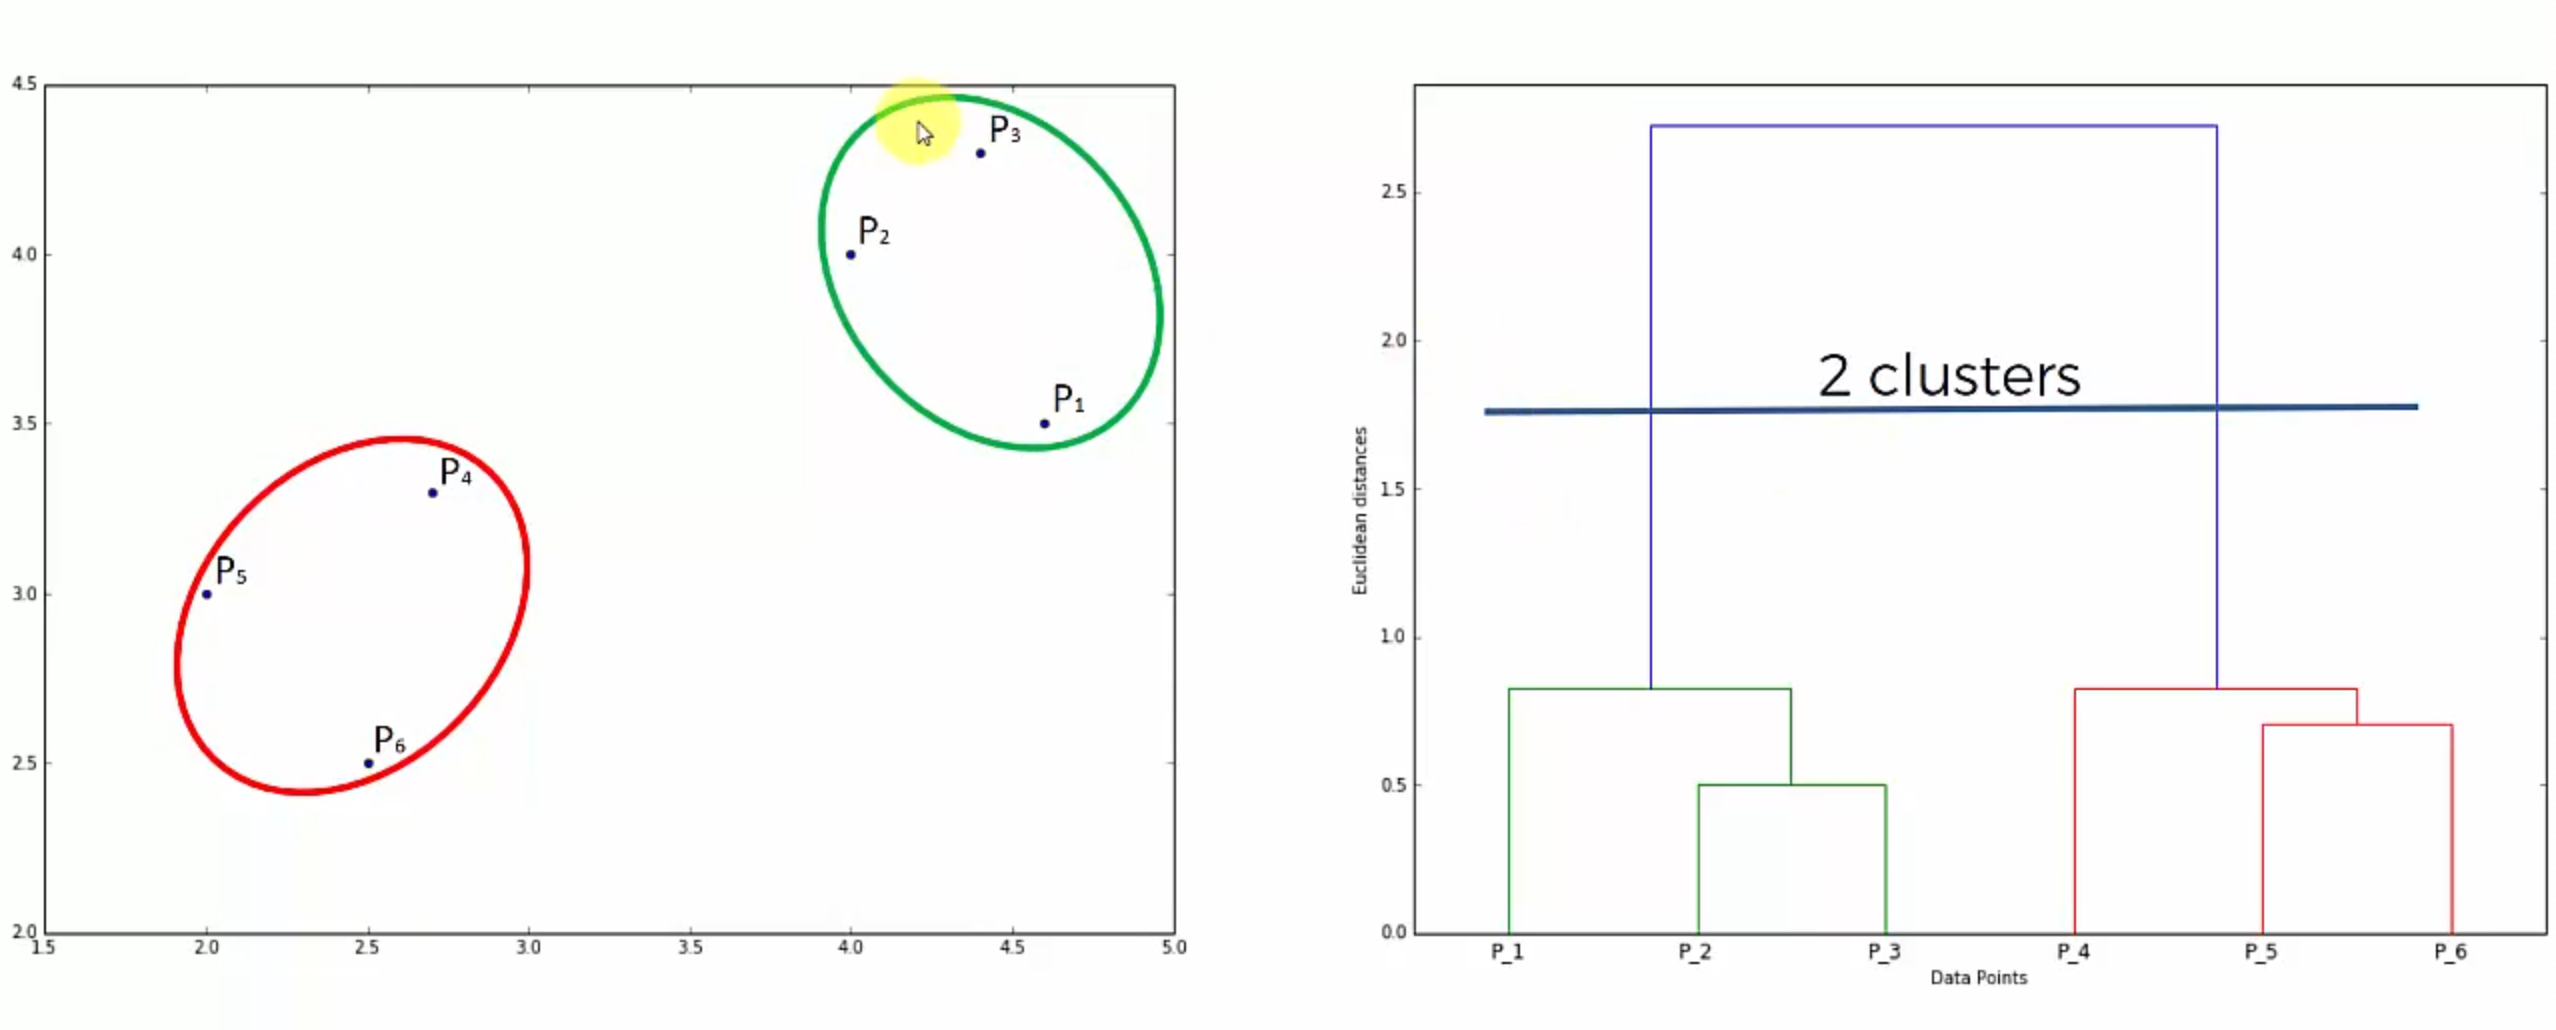 4.5
4.0
3.5
3.0
2.5
2.0
1.5 2.0 2.5 3.0 3.5 4.0 4.5 5.0
P₃
P₂
P₁
P₄
P₅
P₆
2.5
2.0
1.5
1.0
0.5
0.0
Euclidean distances
2 clusters
P_1 P_2 P_3 P_4 P_5 P_6
Data Points